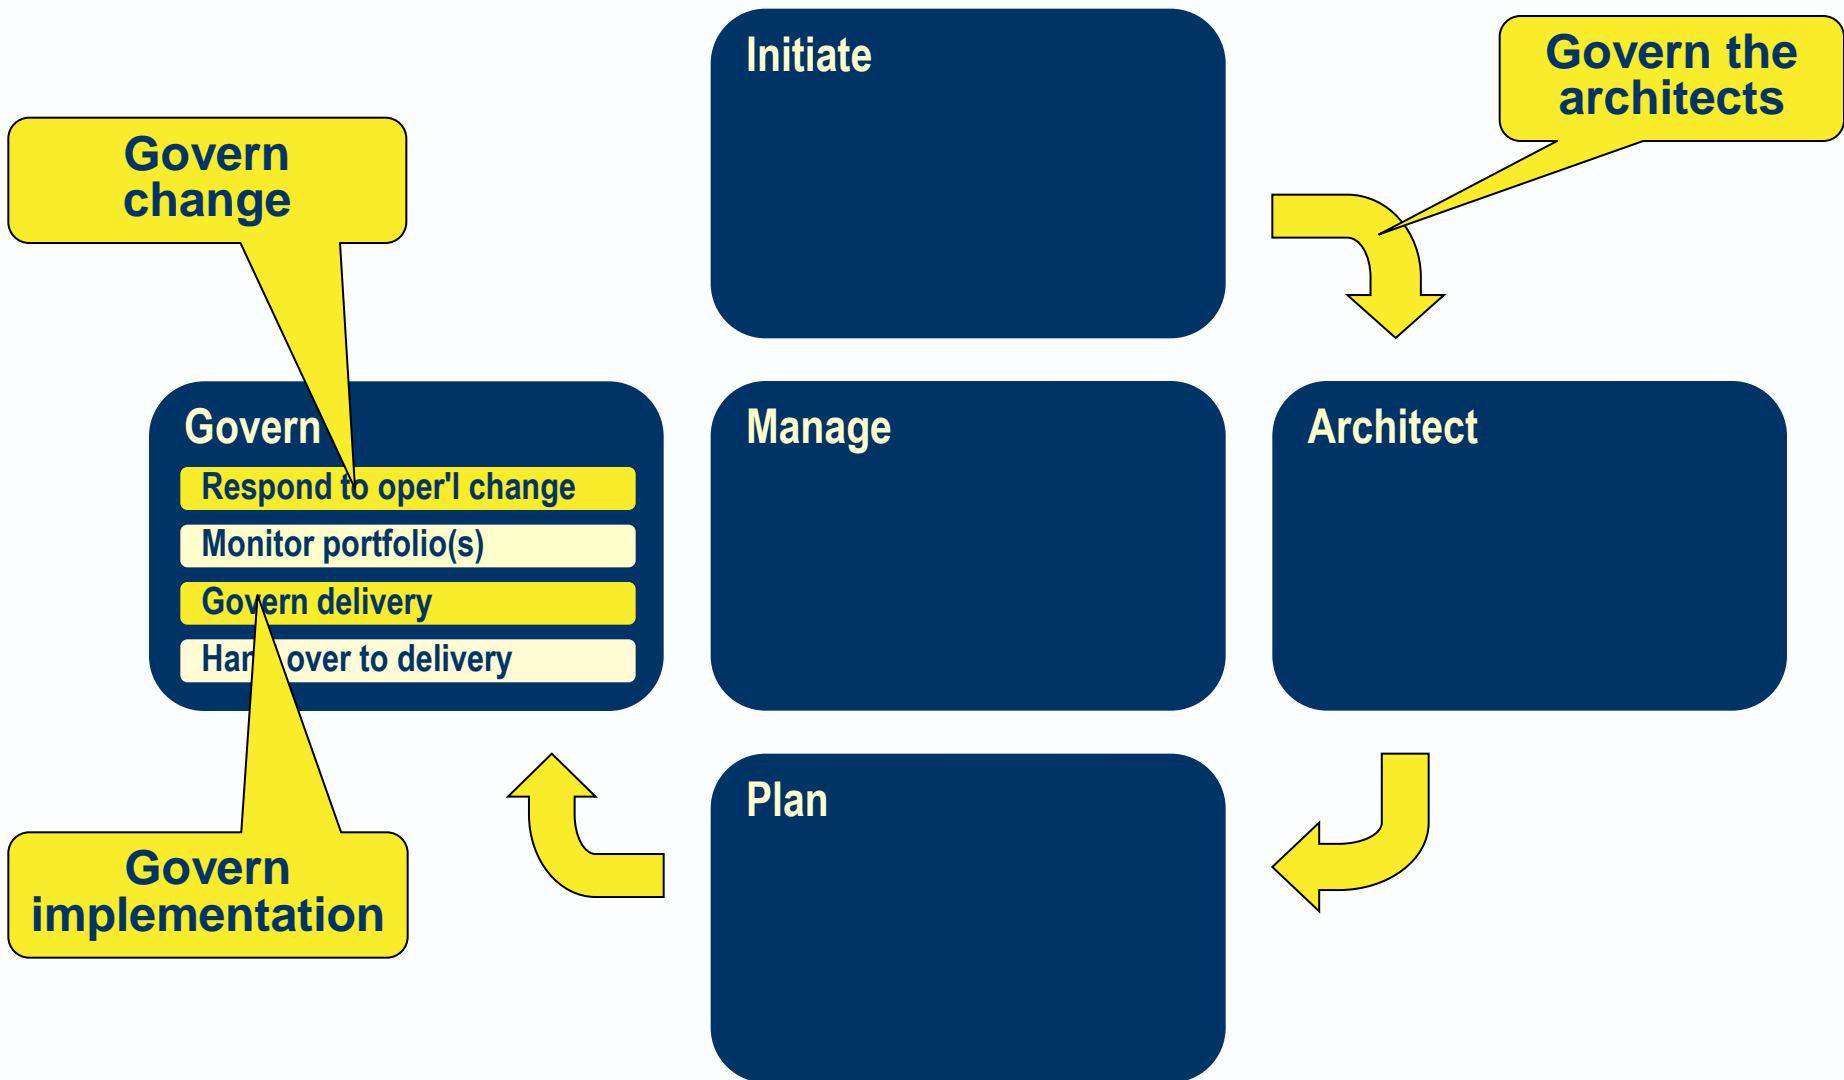 Initiate
Govern the
architects
Govern
change
Govern
Respond to oper'l change
Monitor portfolio(s)
Govern delivery
Hand over to delivery
Manage
Architect
Plan
Govern
implementation